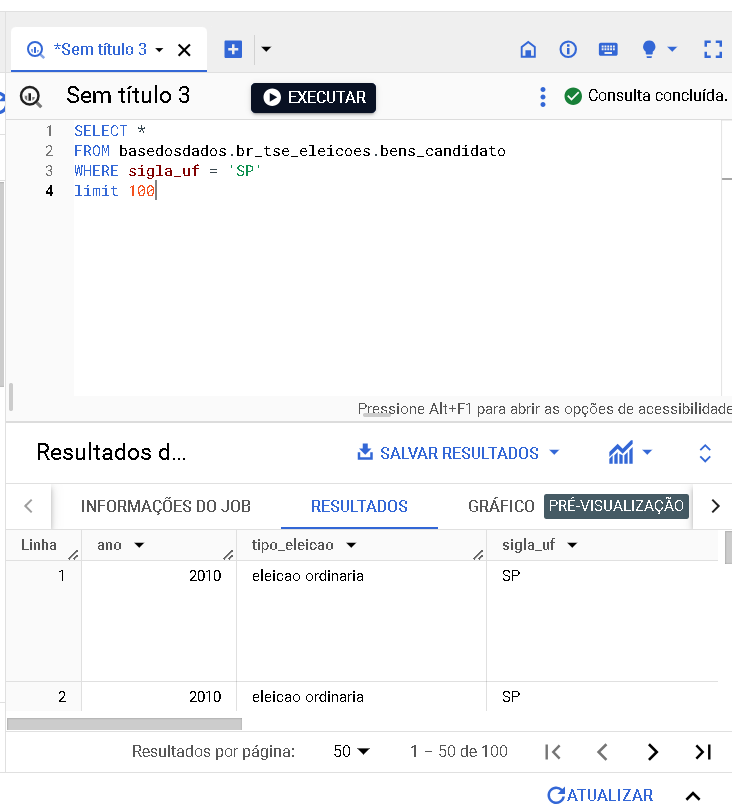 *Sem título 3
Sem título 3
EXECUTAR
Consulta concluída.
1 SELECT *
2 FROM basedosdados.br_tse_eleicoes.bens_candidato
3 WHERE sigla_uf = 'SP'
4 limit 100
Pressione Alt+F1 para abrir as opções de acessibilidade
Resultados d...
SALVAR RESULTADOS
INFORMAÇÕES DO JOB RESULTADOS GRÁFICO PRÉ-VISUALIZAÇÃO
Linha ano tipo_eleicao sigla_uf
1 2010 eleicao ordinaria SP
2 2010 eleicao ordinaria SP
Resultados por página: 50 1 – 50 de 100
ATUALIZAR